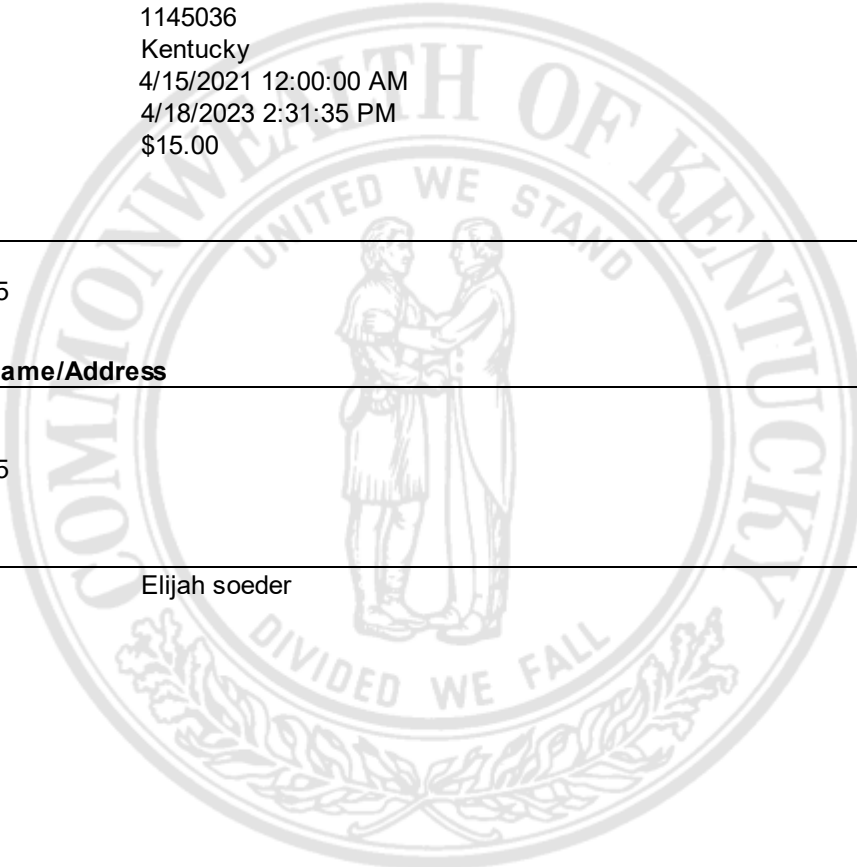 1145036
Kentucky
4/15/2021 12:00:00 AM
4/18/2023 2:31:35 PM
$15.00
COMMONWEALTH OF KENTUCKY
UNITED WE STAND
5
ame/Address
5
Elijah soeder
DIVIDED WE FALL